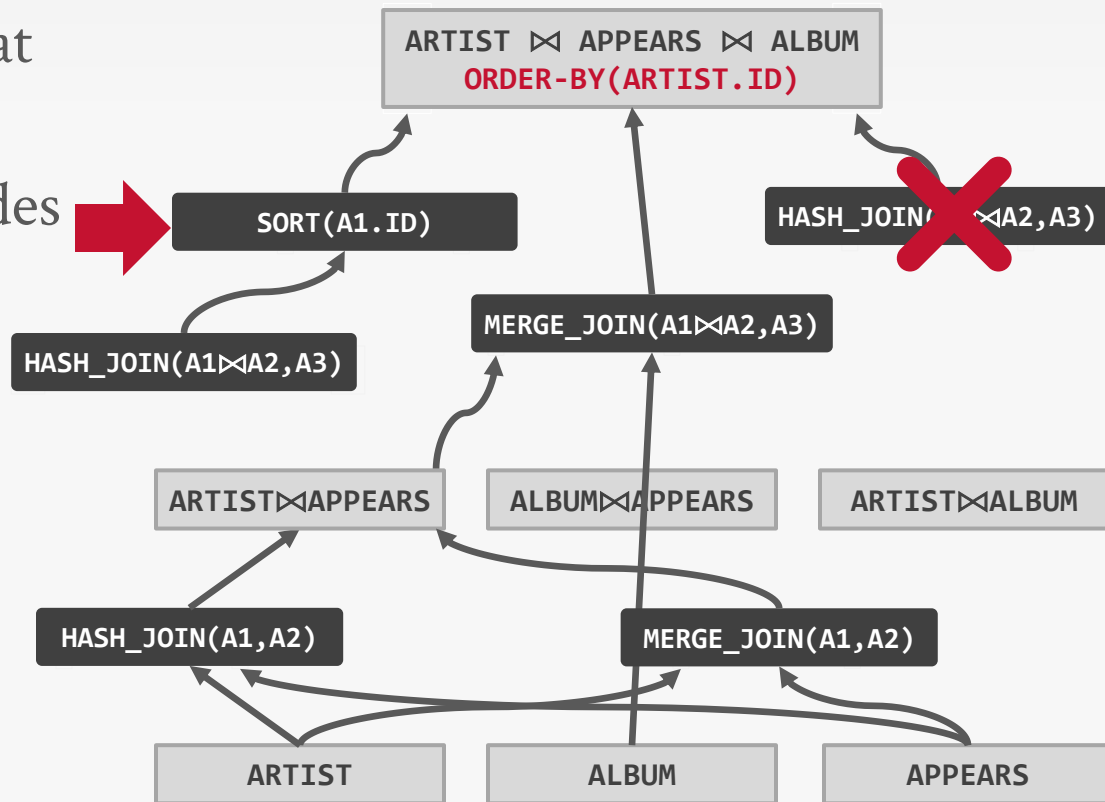 at
ARTIST ⋈ APPEARS ⋈ ALBUM
ORDER-BY(ARTIST.ID)
des
SORT(A1.ID)
HASH_JOIN( ⋈A2,A3)
MERGE_JOIN(A1⋈A2,A3)
HASH_JOIN(A1⋈A2,A3)
ARTIST⋈APPEARS
ALBUM⋈APPEARS
ARTIST⋈ALBUM
HASH_JOIN(A1,A2)
MERGE_JOIN(A1,A2)
ARTIST
ALBUM
APPEARS